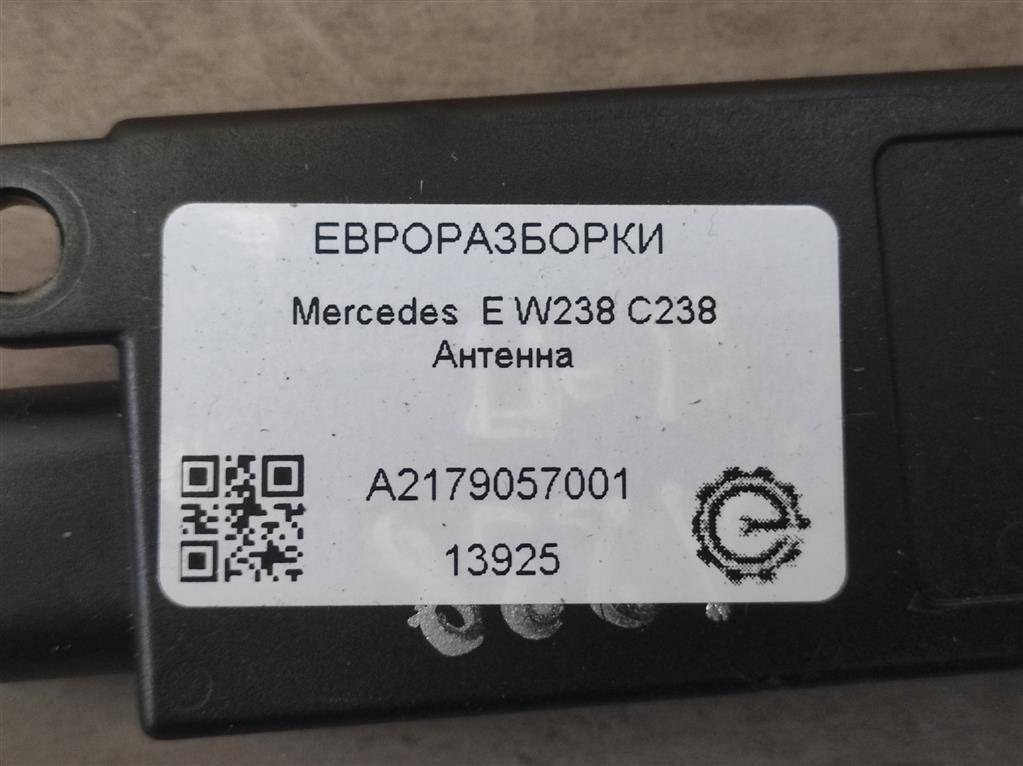 ЕВРОРАЗБОРКИ
Mercedes E W238 C238
Антенна
A2179057001
13925